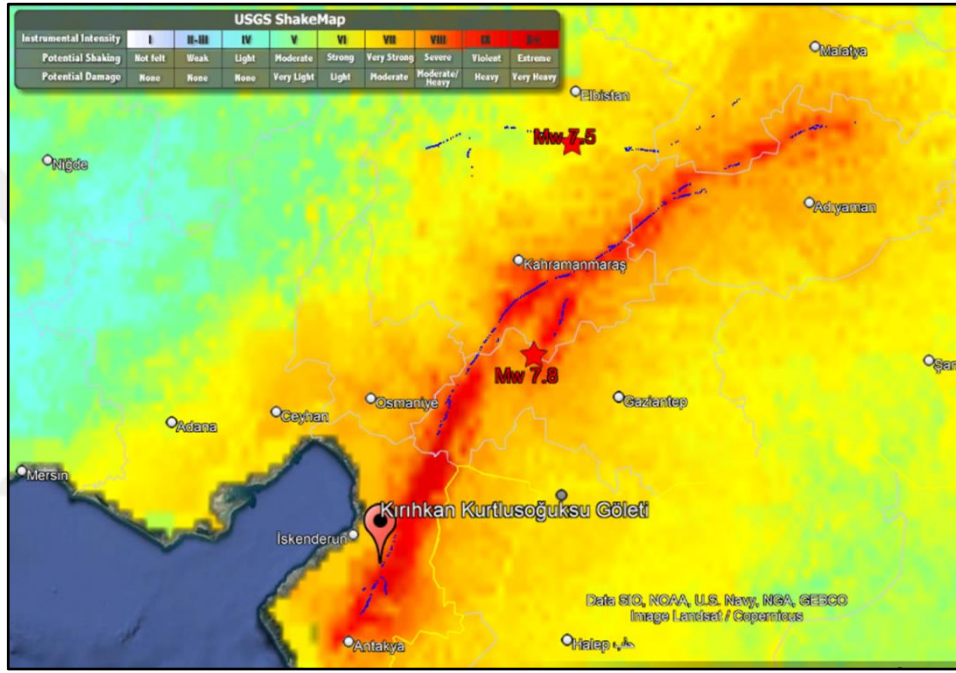 USGS ShakeMap
Instrumental Intensity I II-III IV V VI VII VIII IX X+
Potential Shaking Not felt Weak Light Moderate Strong Very Strong Severe Violent Extreme
Potential Damage None None None Very Light Light Moderate Moderate/Heavy Heavy Very Heavy
Malatya
Elbistan
Mw 7.5
Niğde
Adıyaman
Kahramanmaraş
Mw 7.8
Şan
Osmaniye
Gaziantep
Ceyhan
Adana
Mersin
Kırıhkan Kurtlusoğuksu Göleti
İskenderun
Data SIO, NOAA, U.S. Navy, NGA, GEBCO
Image Landsat / Copernicus
Antakya
Halep